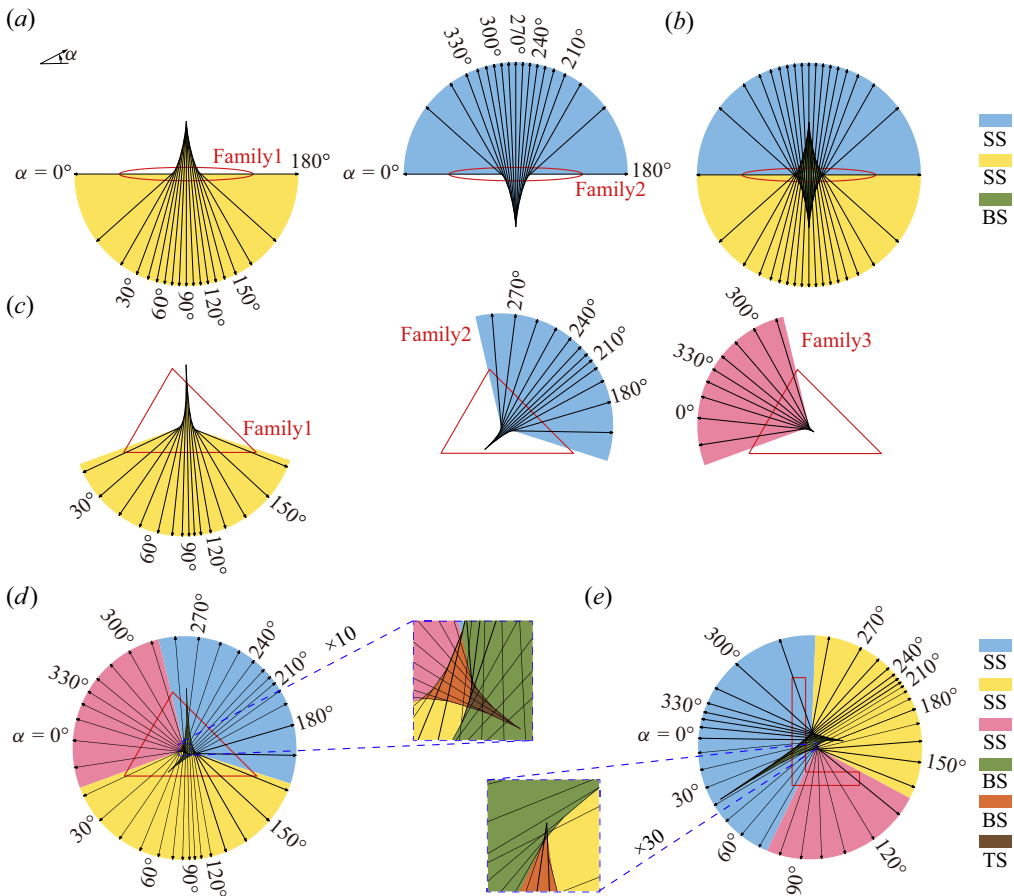 (a)
α
330°
300°
270°
240°
210°
(b)
Family1
α = 0°
180°
α = 0°
180°
Family2
SS
SS
BS
30°
60°
90°
120°
150°
(c)
Family2
270°
240°
210°
180°
300°
330°
0°
Family3
Family1
30°
60°
90°
120°
150°
(d)
300°
270°
240°
210°
330°
180°
α = 0°
30°
60°
90°
120°
150°
×10
×30
(e)
300°
270°
240°
210°
180°
330°
α = 0°
150°
30°
60°
90°
120°
SS
SS
SS
BS
BS
TS